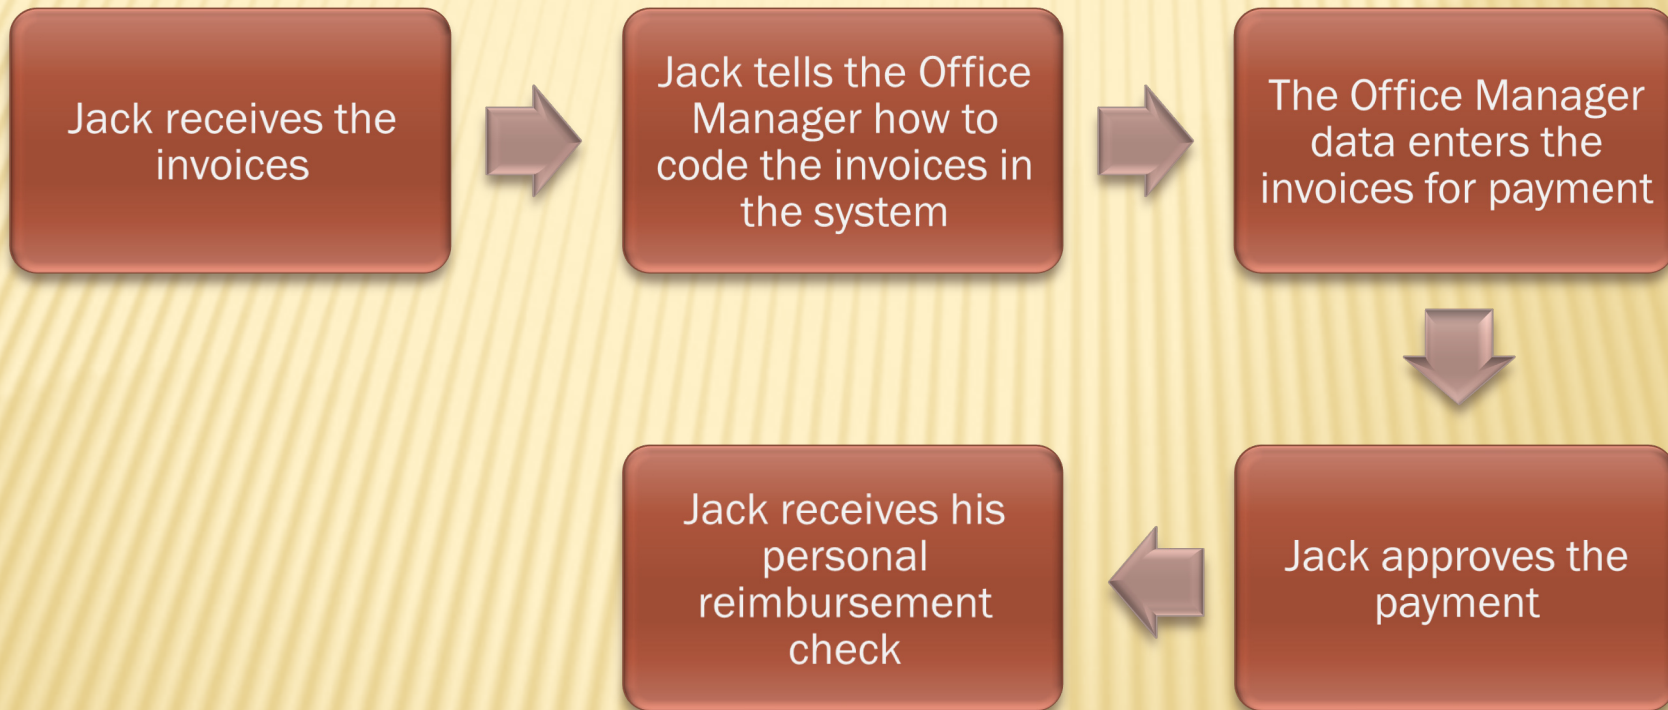 Jack receives the
invoices
Jack tells the Office
Manager how to
code the invoices in
the system
The Office Manager
data enters the
invoices for payment
Jack approves the
payment
Jack receives his
personal
reimbursement
check